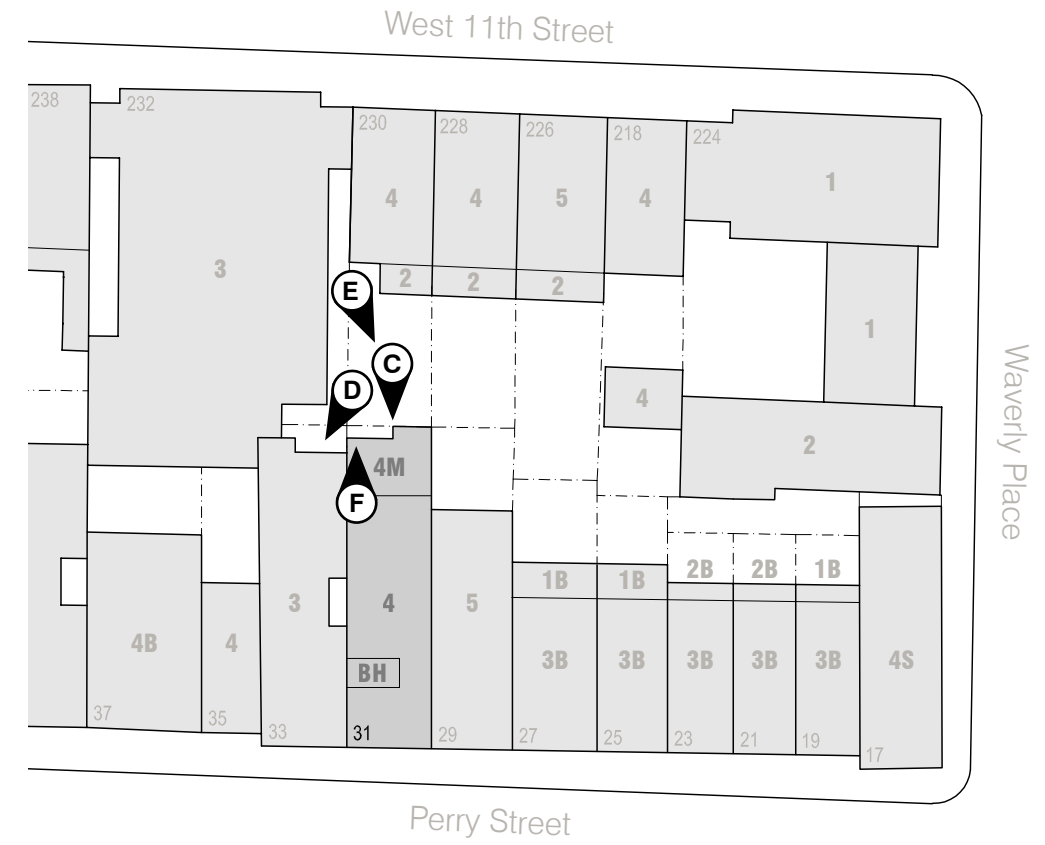 West 11th Street
238
232
230
228
226
218
224
4
4
5
4
1
3
2
2
2
E
C
D
1
4
2
4M
F
Waverly Place
1B
1B
2B
2B
1B
3
4
5
4B
4
BH
3B
3B
3B
3B
3B
4S
37
35
33
31
29
27
25
23
21
19
17
Perry Street